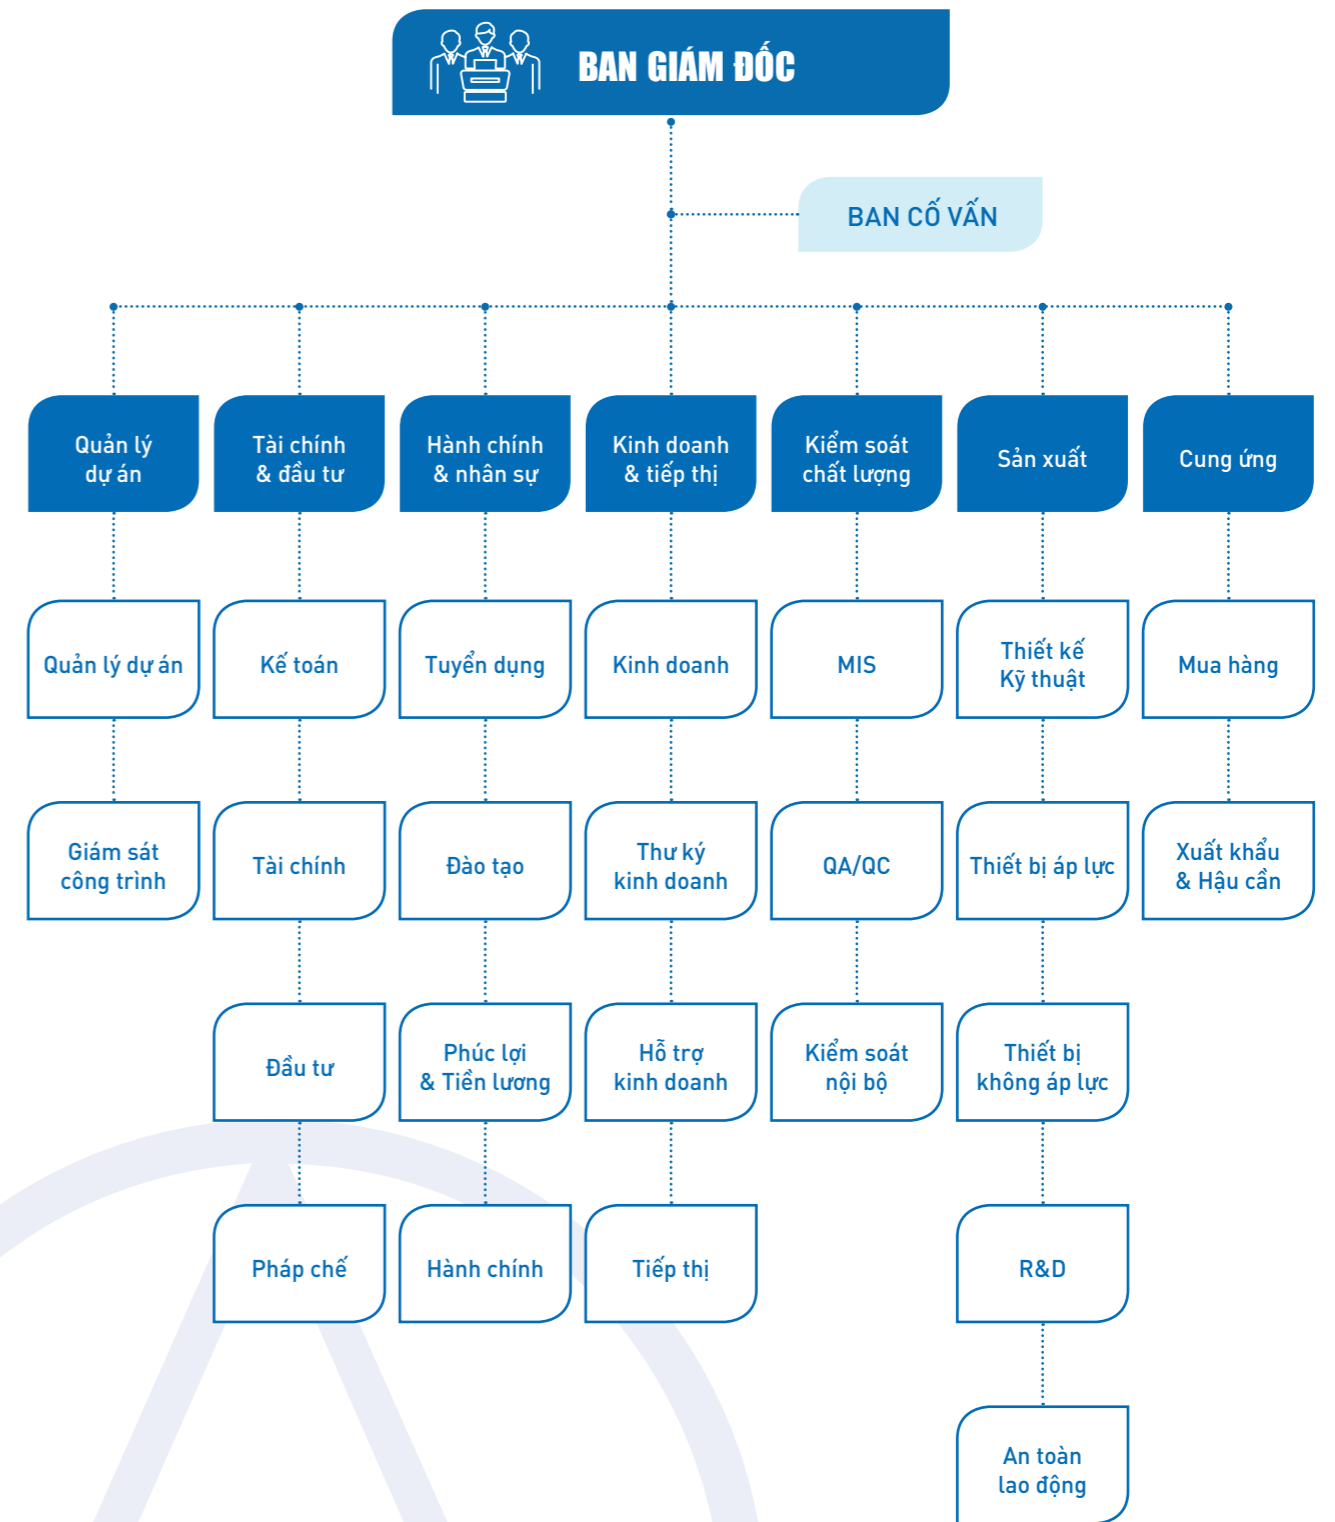 BAN GIÁM ĐỐC
BAN CỐ VẤN
Quản lý
dự án
Tài chính
& đầu tư
Hành chính
& nhân sự
Kinh doanh
& tiếp thị
Kiểm soát
chất lượng
Sản xuất
Cung ứng
Quản lý dự án
Kế toán
Tuyển dụng
Kinh doanh
MIS
Thiết kế
Kỹ thuật
Mua hàng
Giám sát
công trình
Tài chính
Đào tạo
Thư ký
kinh doanh
QA/QC
Thiết bị áp lực
Xuất khẩu
& Hậu cần
Đầu tư
Phúc lợi
& Tiền lương
Hỗ trợ
kinh doanh
Kiểm soát
nội bộ
Thiết bị
không áp lực
Pháp chế
Hành chính
Tiếp thị
R&D
An toàn
lao động